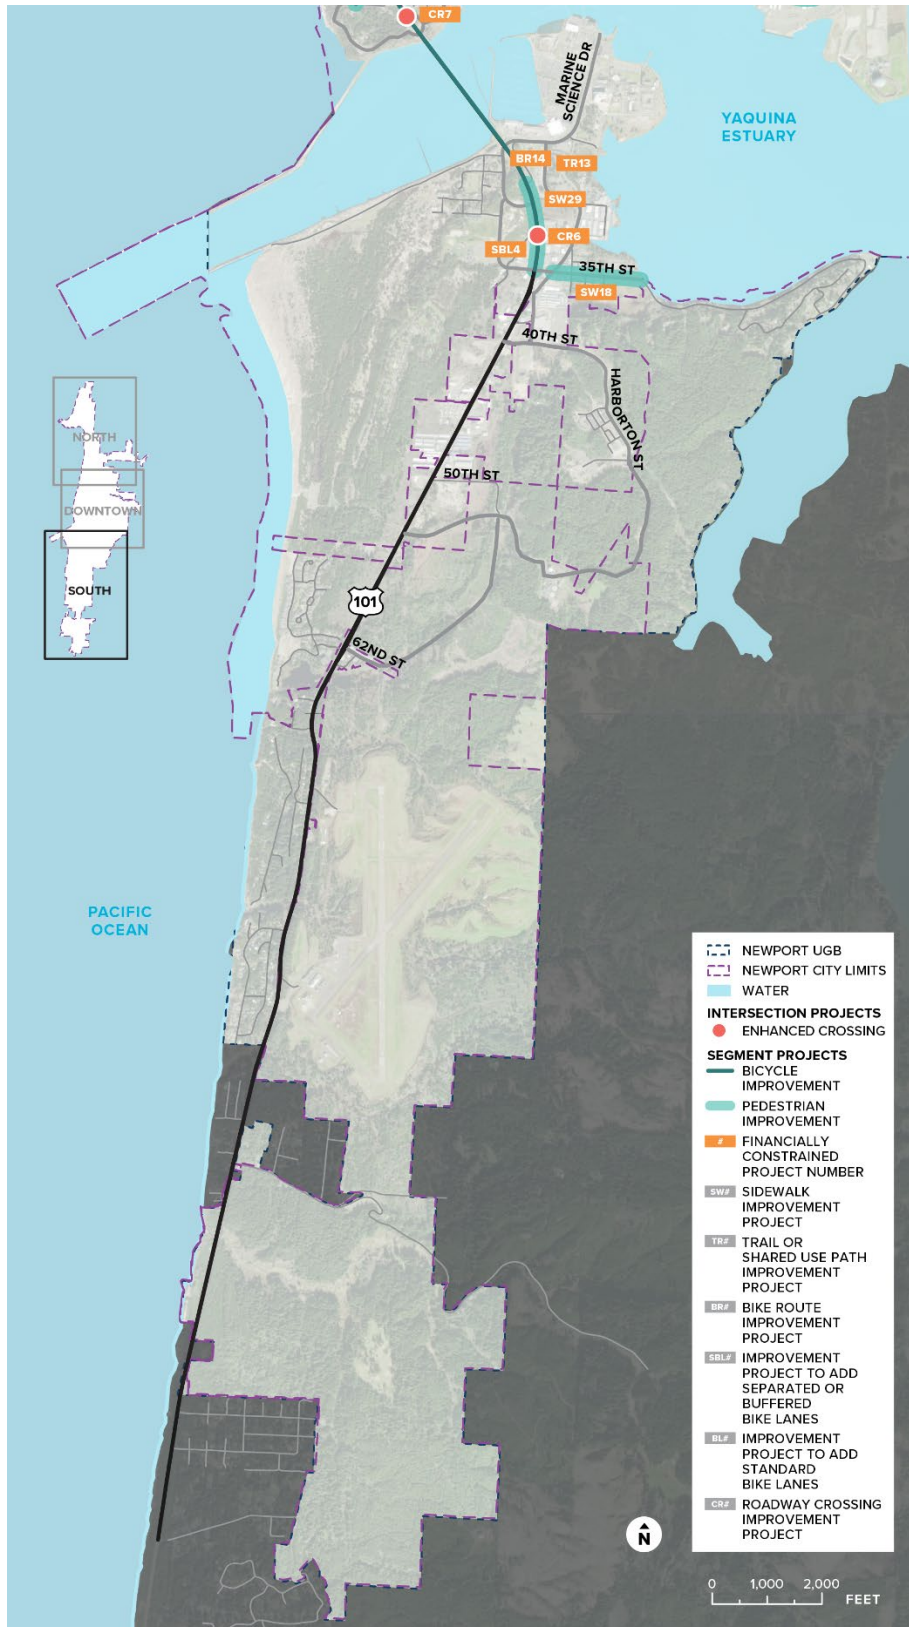 CR7
MARINE
SCIENCE DR
YAQUINA
ESTUARY
BR14
TR13
SW29
CR6
SBL4
35TH ST
SW18
40TH ST
HARBORTON ST
NORTH
50TH ST
DOWNTOWN
SOUTH
101
62ND ST
PACIFIC
OCEAN
NEWPORT UGB
NEWPORT CITY LIMITS
WATER
INTERSECTION PROJECTS
ENHANCED CROSSING
SEGMENT PROJECTS
BICYCLE
IMPROVEMENT
PEDESTRIAN
IMPROVEMENT
# FINANCIALLY
CONSTRAINED
PROJECT NUMBER
SW# SIDEWALK
IMPROVEMENT
PROJECT
TR# TRAIL OR
SHARED USE PATH
IMPROVEMENT
PROJECT
BR# BIKE ROUTE
IMPROVEMENT
PROJECT
SBL# IMPROVEMENT
PROJECT TO ADD
SEPARATED OR
BUFFERED
BIKE LANES
BL# IMPROVEMENT
PROJECT TO ADD
STANDARD
BIKE LANES
CR# ROADWAY CROSSING
IMPROVEMENT
PROJECT
N
0 1,000 2,000
FEET